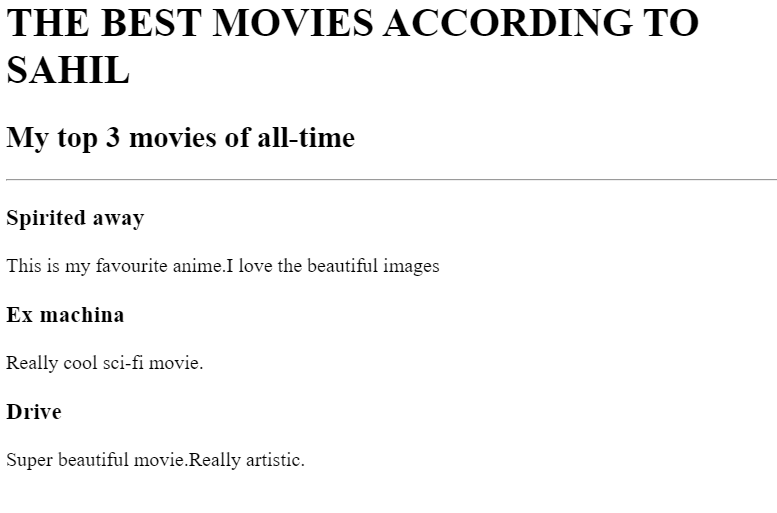 THE BEST MOVIES ACCORDING TO
SAHIL
My top 3 movies of all-time
Spirited away
This is my favourite anime.I love the beautiful images
Ex machina
Really cool sci-fi movie.
Drive
Super beautiful movie.Really artistic.